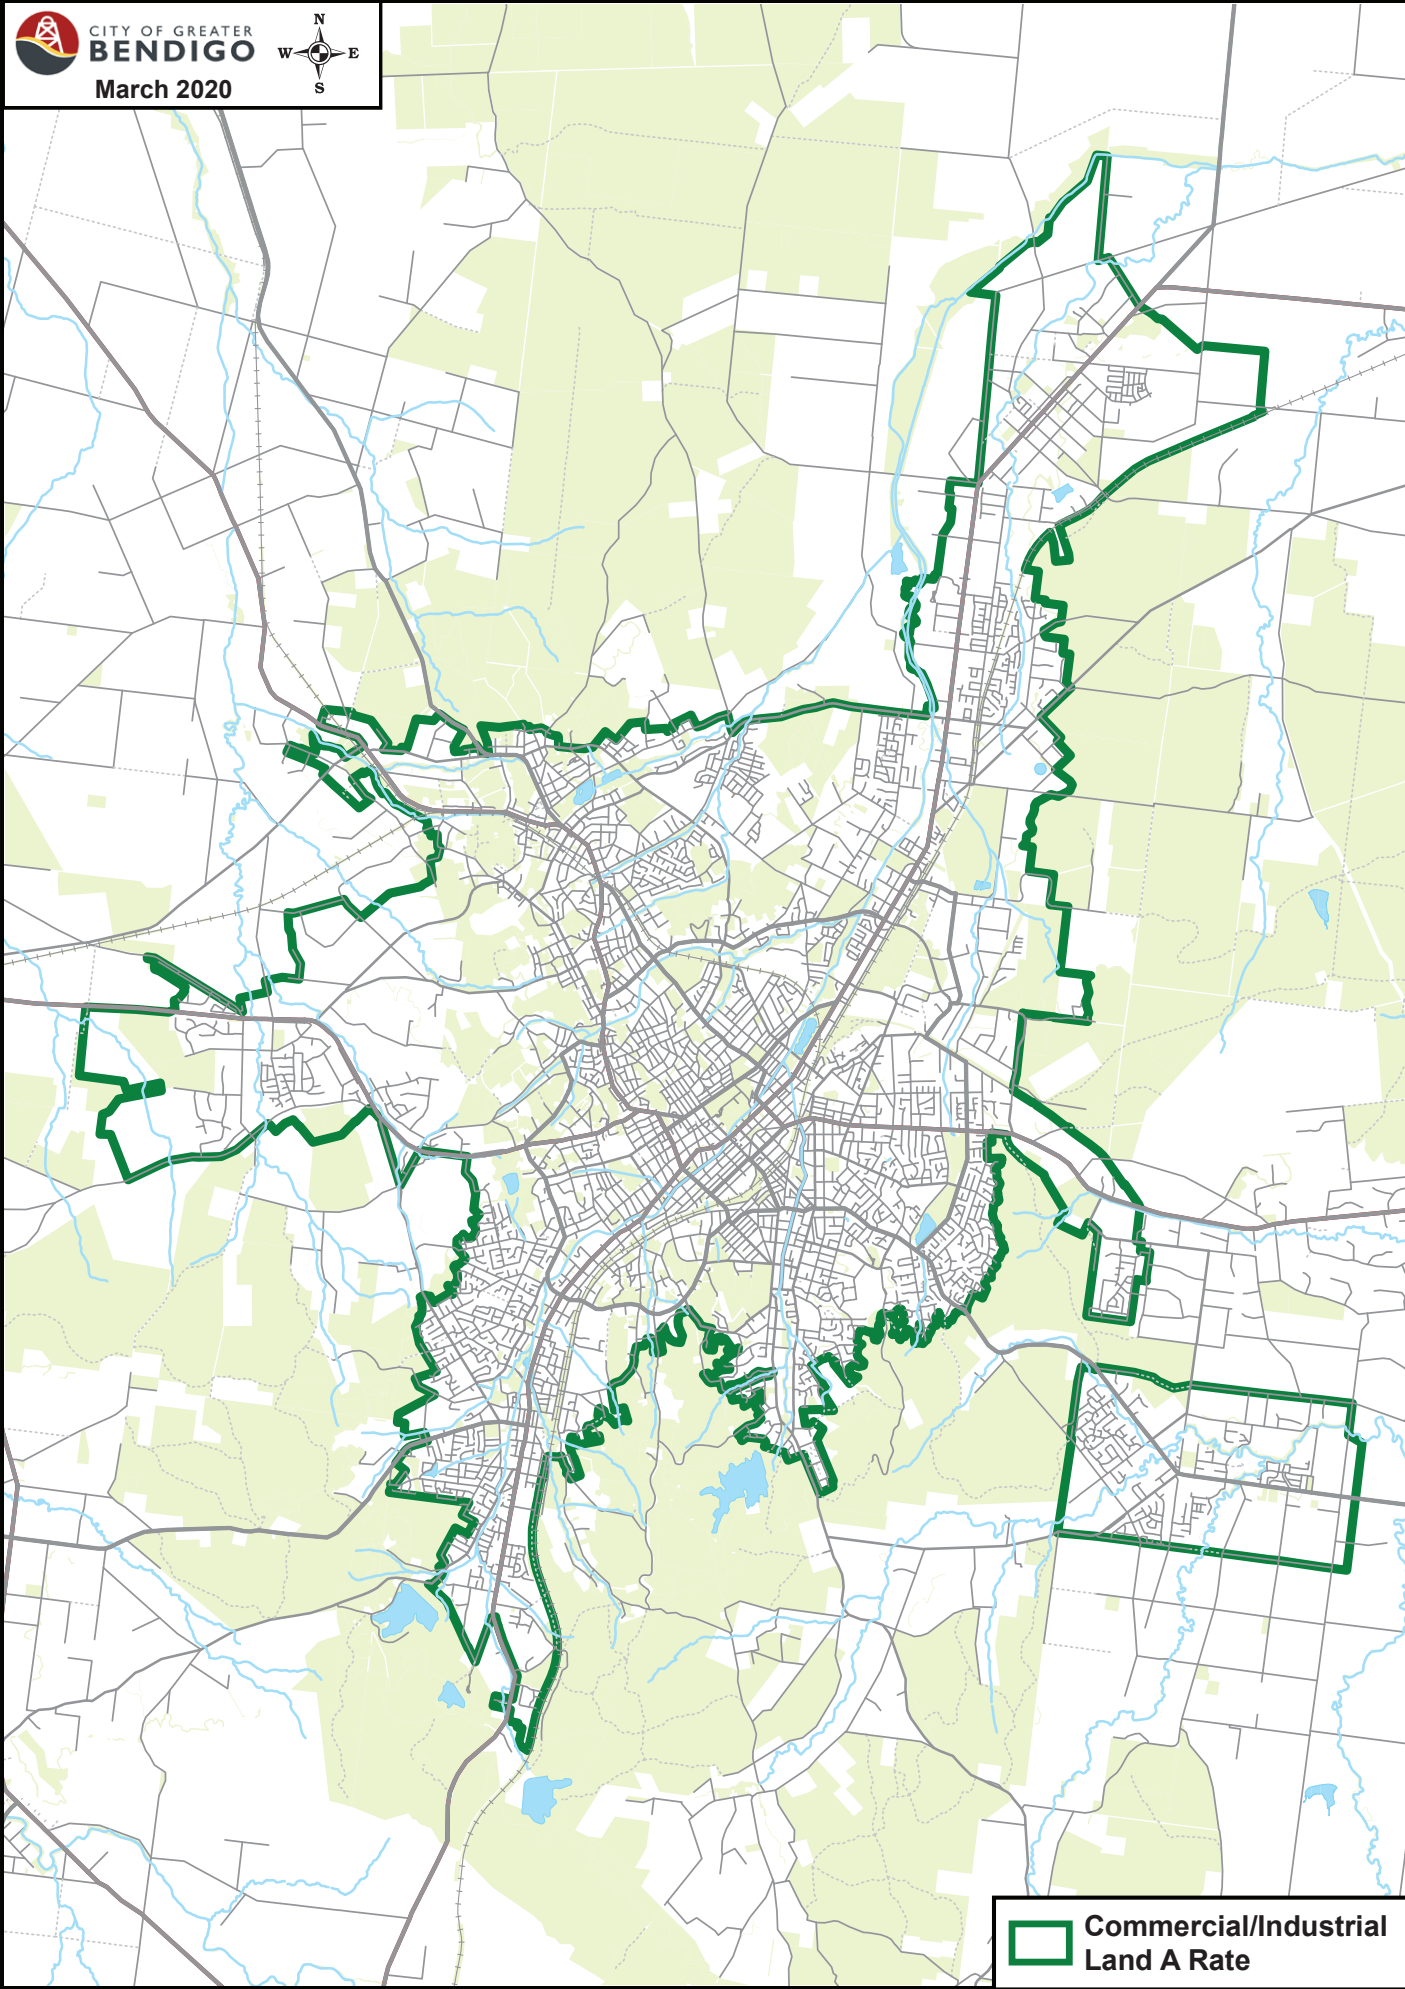 CITY OF GREATER
BENDIGO
March 2020
N
W E
S
Commercial/Industrial
Land A Rate